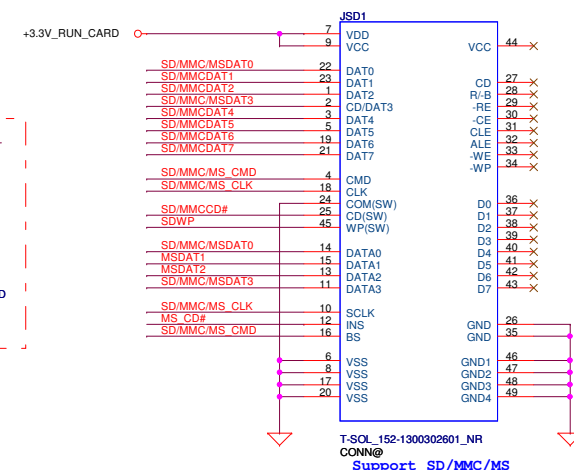 JSD1
+3.3V_RUN_CARD 7 VDD
9 VCC VCC 44
SD/MMC/MSDAT0 22 DAT0
SD/MMCDAT1 23 DAT1 CD 27
SD/MMCDAT2 1 DAT2 R/-B 28
SD/MMC/MSDAT3 2 CD/DAT3 -RE 29
SD/MMCDAT4 3 DAT4 -CE 30
SD/MMCDAT5 5 DAT5 CLE 31
SD/MMCDAT6 19 DAT6 ALE 32
SD/MMCDAT7 21 DAT7 -WE 33
-WP 34
SD/MMC/MS_CMD 4 CMD
SD/MMC/MS_CLK 18 CLK
24 COM(SW) D0 36
SD/MMCCD# 25 CD(SW) D1 37
SDWP 45 WP(SW) D2 38
D3 39
SD/MMC/MSDAT0 14 DATA0 D4 40
MSDAT1 15 DATA1 D5 41
MSDAT2 13 DATA2 D6 42
SD/MMC/MSDAT3 11 DATA3 D7 43
SD/MMC/MS_CLK 10 SCLK
MS_CD# 12 INS GND 26
SD/MMC/MS_CMD 16 BS GND 35
6 VSS GND1 46
8 VSS GND2 47
17 VSS GND3 48
20 VSS GND4 49
D
T-SOL_152-1300302601_NR
CONN@
Support SD/MMC/MS